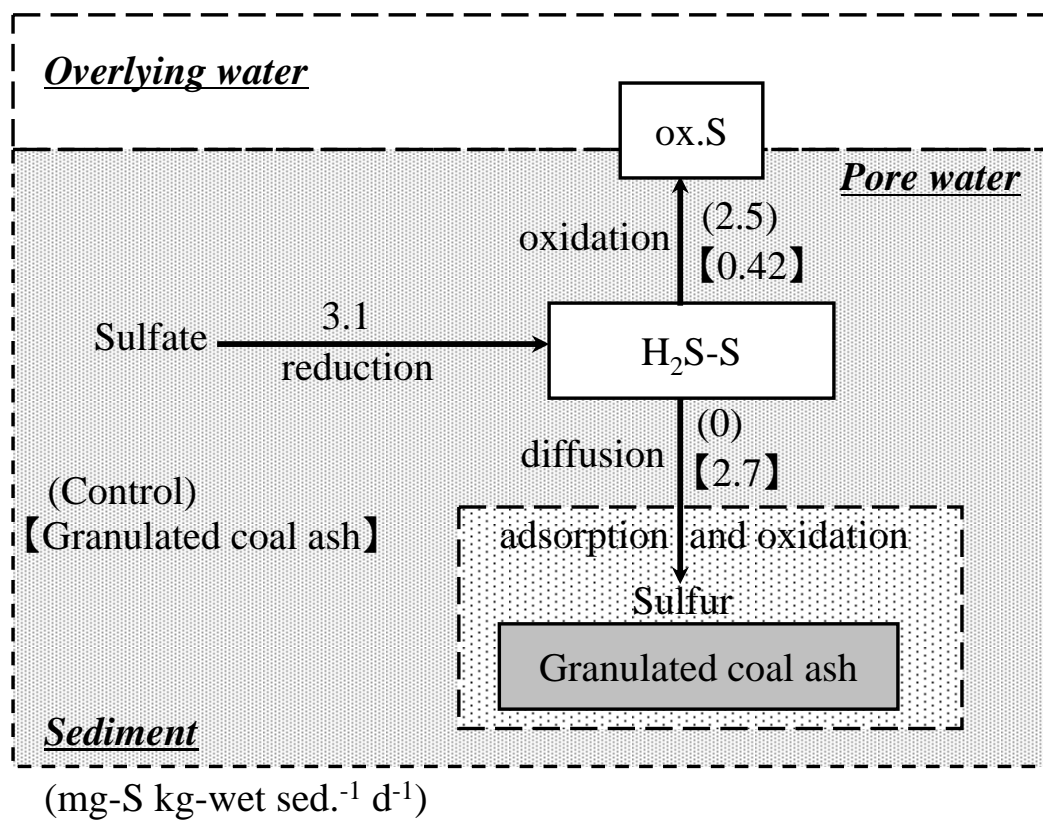 Overlying water
ox.S
Pore water
(2.5)
oxidation
【0.42】
3.1
Sulfate
reduction
H₂S-S
(0)
diffusion
【2.7】
(Control)
【Granulated coal ash】
adsorption and oxidation
Sulfur
Granulated coal ash
Sediment
(mg-S kg-wet sed.⁻¹ d⁻¹)